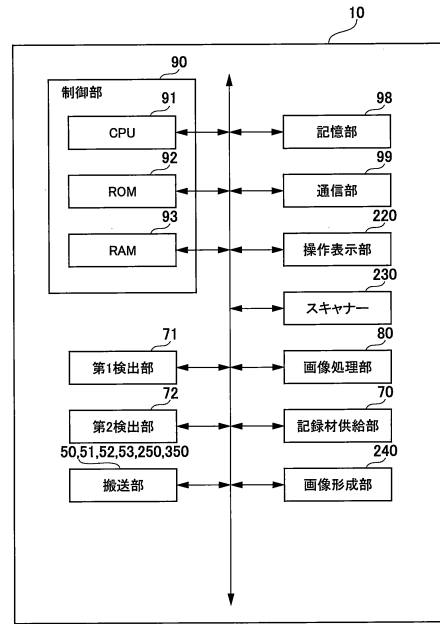 10
90
制御部
91
CPU
92
ROM
93
RAM
98
記憶部
99
通信部
220
操作表示部
230
スキャナー
71
第1検出部
80
画像処理部
72
第2検出部
70
記録材供給部
50,51,52,53,250,350
搬送部
240
画像形成部